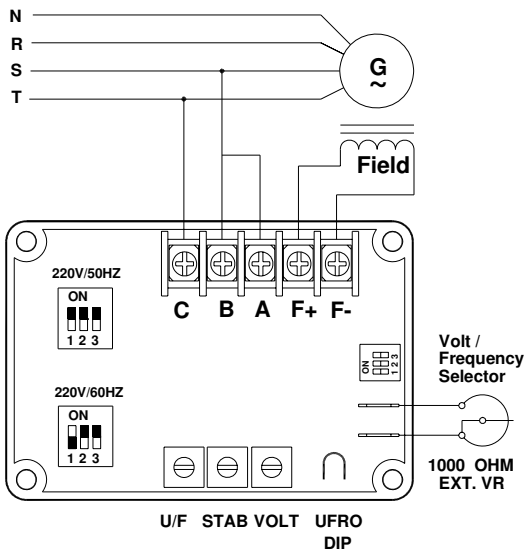 N
R
S
T
G
~
Field
220V/50HZ
ON
1 2 3
C B A F+ F-
Volt /
Frequency
Selector
ON
1 2 3
220V/60HZ
ON
1 2 3
1000 OHM
EXT. VR
U/F STAB VOLT UFRO
DIP